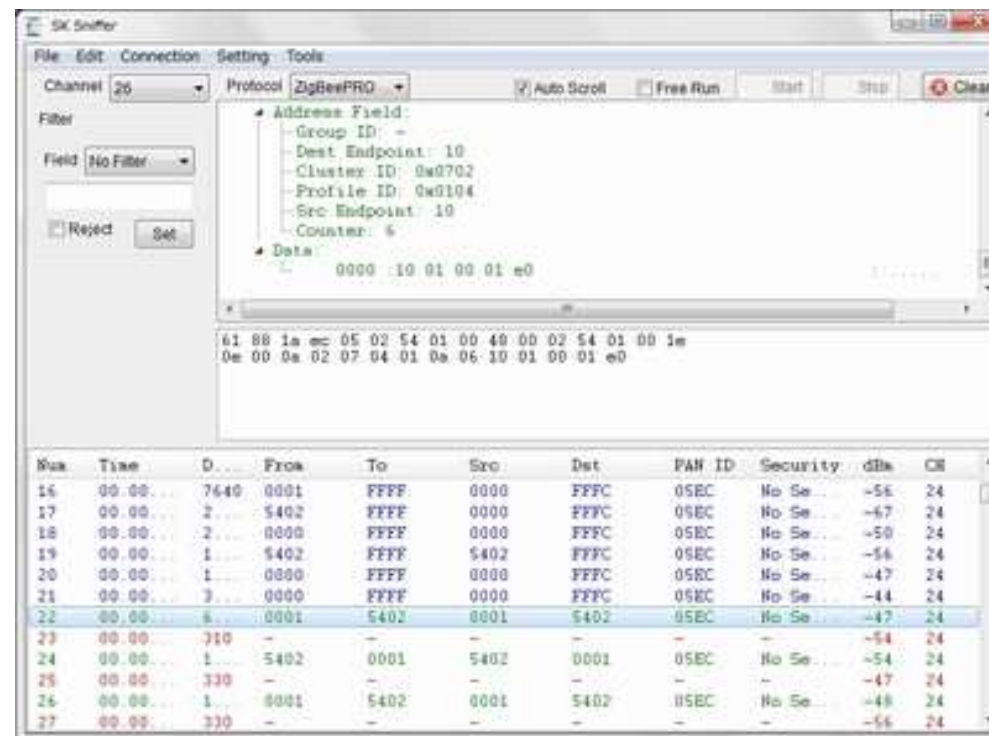 SK Sniffer
File Edit Connection Setting Tools
Channel 26 Protocol ZigBeePRO Auto Scroll Free Run Start Stop Clear
Filter
Field No Filter
Reject Set
Address Field:
Group ID: -
Dest Endpoint: 10
Cluster ID: 0x0702
Profile ID: 0x0104
Src Endpoint: 10
Counter: 6
Data:
0000 :10 01 00 01 e0
61 88 1a ec 05 02 54 01 00 48 00 02 54 01 00 1e
0e 00 0a 02 07 04 01 0a 06 10 01 00 01 e0
Num Time D... From To Src Dst PAN ID Security dBm CH
16 00:00... 7640 0001 FFFF 0000 FFFC 05EC No Se... -56 24
17 00:00... 2... 5402 FFFF 0000 FFFC 05EC No Se... -67 24
18 00:00... 2... 0000 FFFF 0000 FFFC 05EC No Se... -50 24
19 00:00... 1... 5402 FFFF 5402 FFFC 05EC No Se... -56 24
20 00:00... 1... 0000 FFFF 0000 FFFC 05EC No Se... -47 24
21 00:00... 3... 0000 FFFF 0000 FFFC 05EC No Se... -44 24
22 00:00... 6... 0001 5402 0001 5402 05EC No Se... -47 24
23 00:00... 310 - - - - - - -54 24
24 00:00... 1... 5402 0001 5402 0001 05EC No Se... -54 24
25 00:00... 330 - - - - - - -47 24
26 00:00... 1... 0001 5402 0001 5402 05EC No Se... -48 24
27 00:00... 330 - - - - - - -56 24